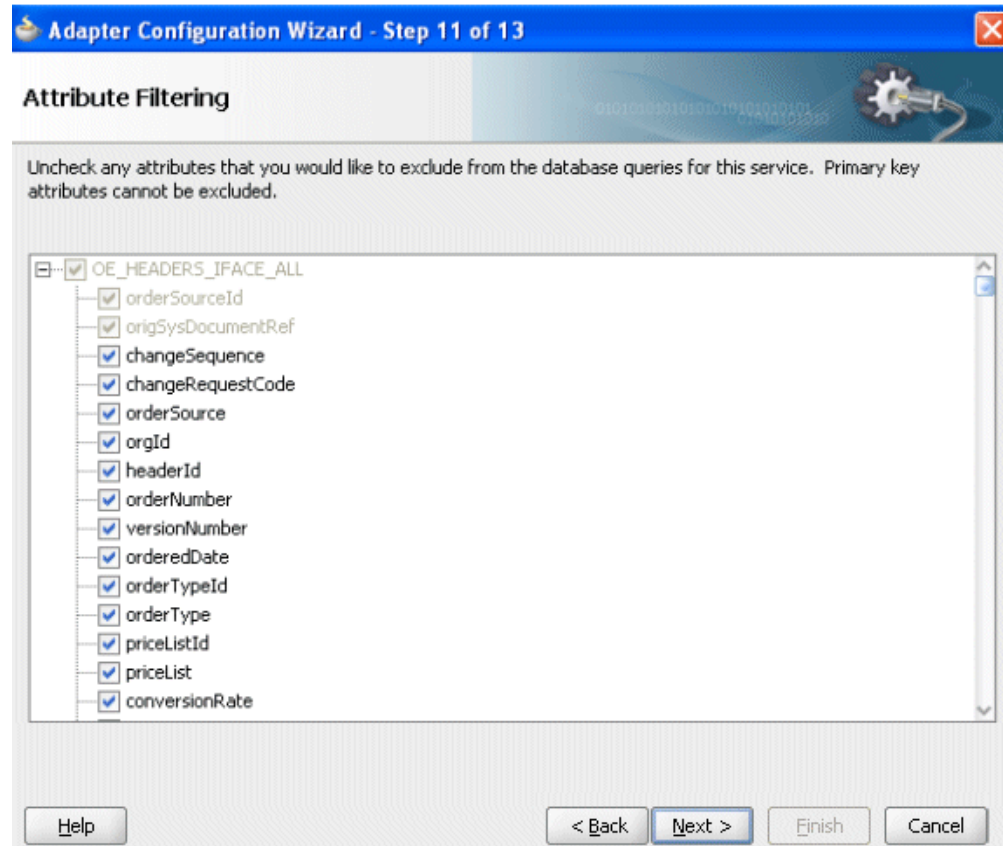 Adapter Configuration Wizard - Step 11 of 13
Attribute Filtering
Uncheck any attributes that you would like to exclude from the database queries for this service. Primary key
attributes cannot be excluded.
OE_HEADERS_IFACE_ALL
orderSourceId
origSysDocumentRef
changeSequence
changeRequestCode
orderSource
orgId
headerId
orderNumber
versionNumber
orderedDate
orderTypeId
orderType
priceListId
priceList
conversionRate
Help
< Back
Next >
Finish
Cancel